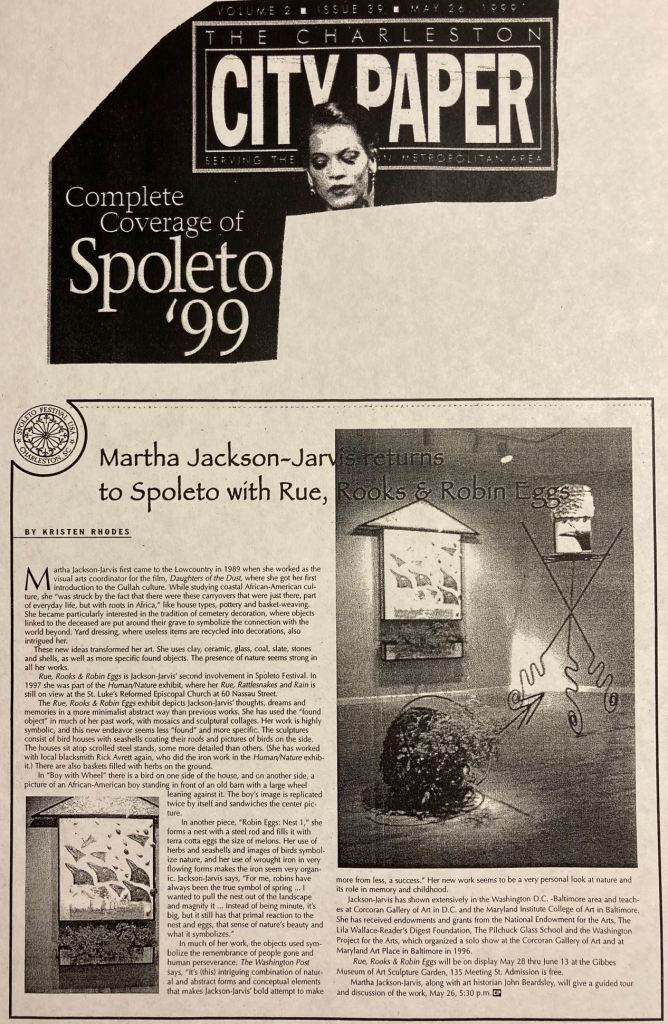 VOLUME 2 ■ ISSUE 39 ■ MAY 26, 1999
THE CHARLESTON
CITY PAPER
SERVING THE IN METROPOLITAN AREA
Complete
Coverage of
Spoleto
'99
SPOLETO FESTIVAL USA
CHARLESTON, SC
Martha Jackson-Jarvis returns
to Spoleto with Rue, Rooks & Robin Eggs
BY KRISTEN RHODES
Martha Jackson-Jarvis first came to the Lowcountry in 1989 when she worked as the
visual arts coordinator for the film, Daughters of the Dust, where she got her first
introduction to the Gullah culture. While studying coastal African-American cul-
ture, she "was struck by the fact that there were these carryovers that were just there, part
of everyday life, but with roots in Africa," like house types, pottery and basket-weaving.
She became particularly interested in the tradition of cemetery decoration, where objects
linked to the deceased are put around their grave to symbolize the connection with the
world beyond. Yard dressing, where useless items are recycled into decorations, also
intrigued her.
These new ideas transformed her art. She uses clay, ceramic, glass, coal, slate, stones
and shells, as well as more specific found objects. The presence of nature seems strong in
all her works.
Rue, Rooks & Robin Eggs is Jackson-Jarvis' second involvement in Spoleto Festival. In
1997 she was part of the Human/Nature exhibit, where her Rue, Rattlesnakes and Rain is
still on view at the St. Luke's Reformed Episcopal Church at 60 Nassau Street.
The Rue, Rooks & Robin Eggs exhibit depicts Jackson-Jarvis' thoughts, dreams and
memories in a more minimalist abstract way than previous works. She has used the "found
object" in much of her past work, with mosaics and sculptural collages. Her work is highly
symbolic, and this new endeavor seems less "found" and more specific. The sculptures
consist of bird houses with seashells coating their roofs and pictures of birds on the side.
The houses sit atop scrolled steel stands, some more detailed than others. (She has worked
with local blacksmith Rick Avrett again, who did the iron work in the Human/Nature exhib-
it.) There are also baskets filled with herbs on the ground.
In "Boy with Wheel" there is a bird on one side of the house, and on another side, a
picture of an African-American boy standing in front of an old barn with a large wheel
leaning against it. The boy's image is replicated
twice by itself and sandwiches the center pic-
ture.
In another piece, "Robin Eggs: Nest 1," she
forms a nest with a steel rod and fills it with
terra cotta eggs the size of melons. Her use of
herbs and seashells and images of birds symbol-
ize nature, and her use of wrought iron in very
flowing forms makes the iron seem very organ-
ic. Jackson-Jarvis says, "For me, robins have
always been the true symbol of spring ... I
wanted to pull the nest out of the landscape
and magnify it ... Instead of being minute, it's
big, but it still has that primal reaction to the
nest and eggs, that sense of nature's beauty and
what it symbolizes."
In much of her work, the objects used sym-
bolize the remembrance of people gone and
human perseverance. The Washington Post
says, "It's (this) intriguing combination of natur-
al and abstract forms and conceptual elements
that makes Jackson-Jarvis' bold attempt to make
more from less, a success." Her new work seems to be a very personal look at nature and
its role in memory and childhood.
Jackson-Jarvis has shown extensively in the Washington D.C. -Baltimore area and teach-
es at Corcoran Gallery of Art in D.C. and the Maryland Institute College of Art in Baltimore.
She has received endowments and grants from the National Endowment for the Arts, The
Lila Wallace-Reader's Digest Foundation, The Pilchuck Glass School and the Washington
Project for the Arts, which organized a solo show at the Corcoran Gallery of Art and at
Maryland Art Place in Baltimore in 1996.
Rue, Rooks & Robin Eggs will be on display May 28 thru June 13 at the Gibbes
Museum of Art Sculpture Garden, 135 Meeting St. Admission is free.
Martha Jackson-Jarvis, along with art historian John Beardsley, will give a guided tour
and discussion of the work, May 26, 5:30 p.m. CP